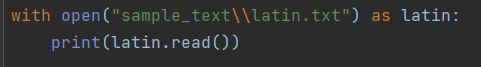 with open("sample_text\\latin.txt") as latin:
    print(latin.read())